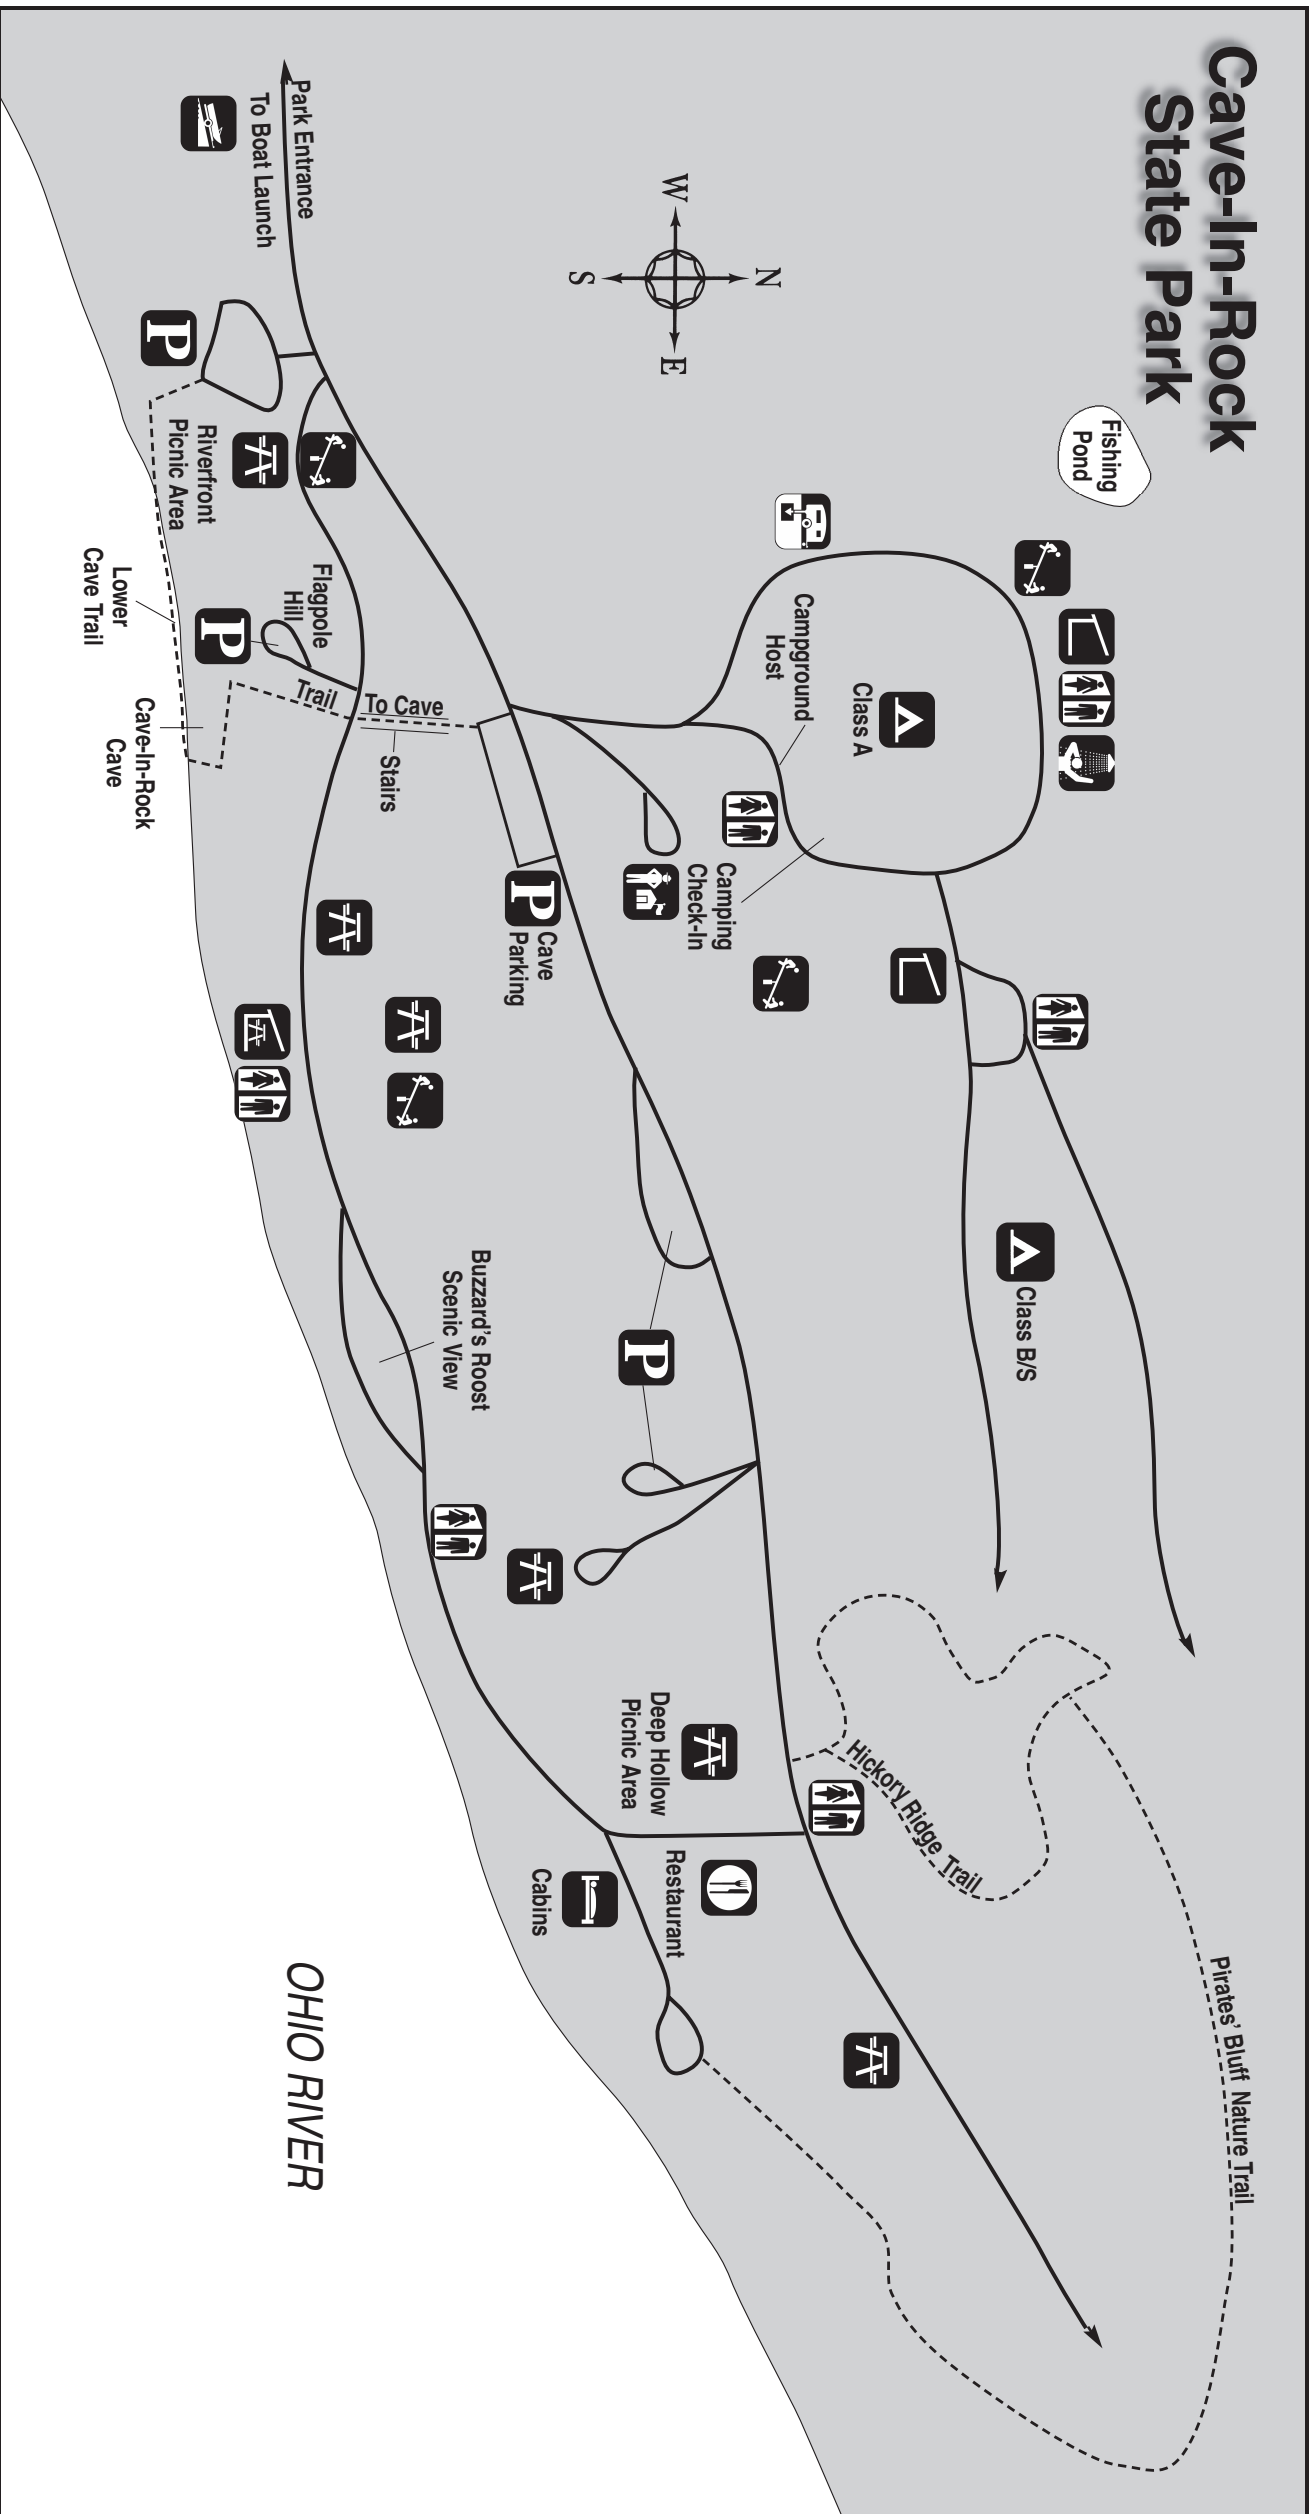 Cave-In-Rock
State Park
Fishing
Pond
N
W
E
S
Park Entrance
To Boat Launch
P
Riverfront
Picnic Area
Lower
Cave Trail
Flagpole
Hill
P
Trail
To Cave
Stairs
Cave-In-Rock
Cave
Campground
Host
Class A
Camping
Check-In
P
Cave
Parking
Class B/S
Buzzard's Roost
Scenic View
P
Deep Hollow
Picnic Area
Hickory Ridge Trail
Restaurant
Cabins
Pirates' Bluff Nature Trail
OHIO RIVER